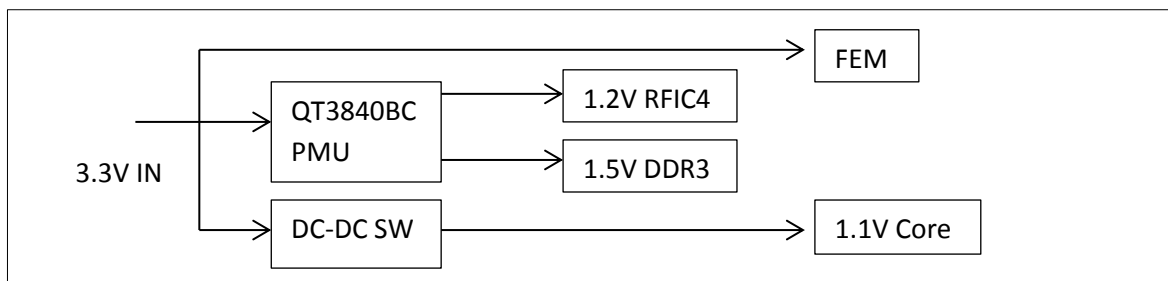 FEM
QT3840BC
PMU
1.2V RFIC4
3.3V IN
1.5V DDR3
DC-DC SW
1.1V Core